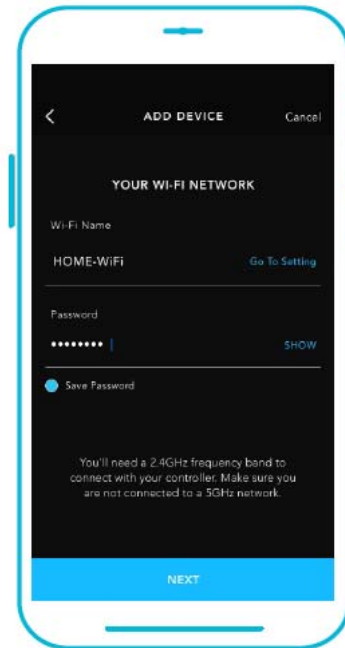 ADD DEVICE Cancel
YOUR WI-FI NETWORK
Wi-Fi Name
HOME-WiFi Go To Setting
Password
•••••••• SHOW
Save Password
You'll need a 2.4GHz frequency band to
connect with your controller. Make sure you
are not connected to a 5GHz network.
NEXT